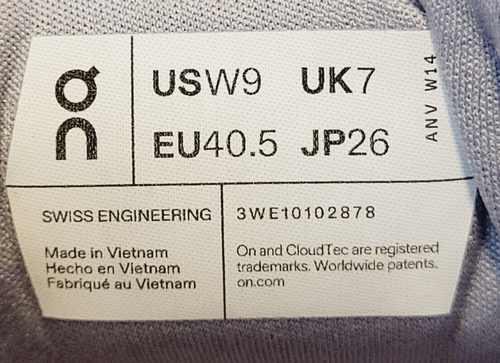 On
USW9 UK7
EU40.5 JP26
ANV W14
SWISS ENGINEERING
Made in Vietnam
Hecho en Vietnam
Fabriqué au Vietnam
3WE10102878
On and CloudTec are registered
trademarks. Worldwide patents.
on.com